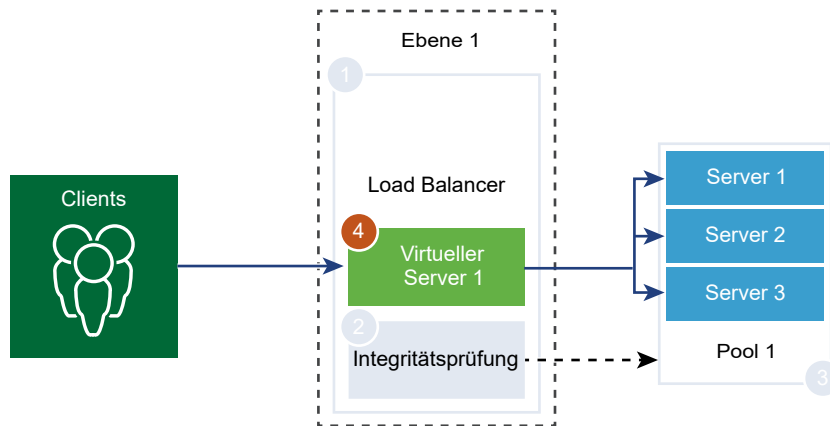 Ebene 1
1
Load Balancer
Clients
4
Virtueller
Server 1
2
Integritätsprüfung
Server 1
Server 2
Server 3
Pool 1
3